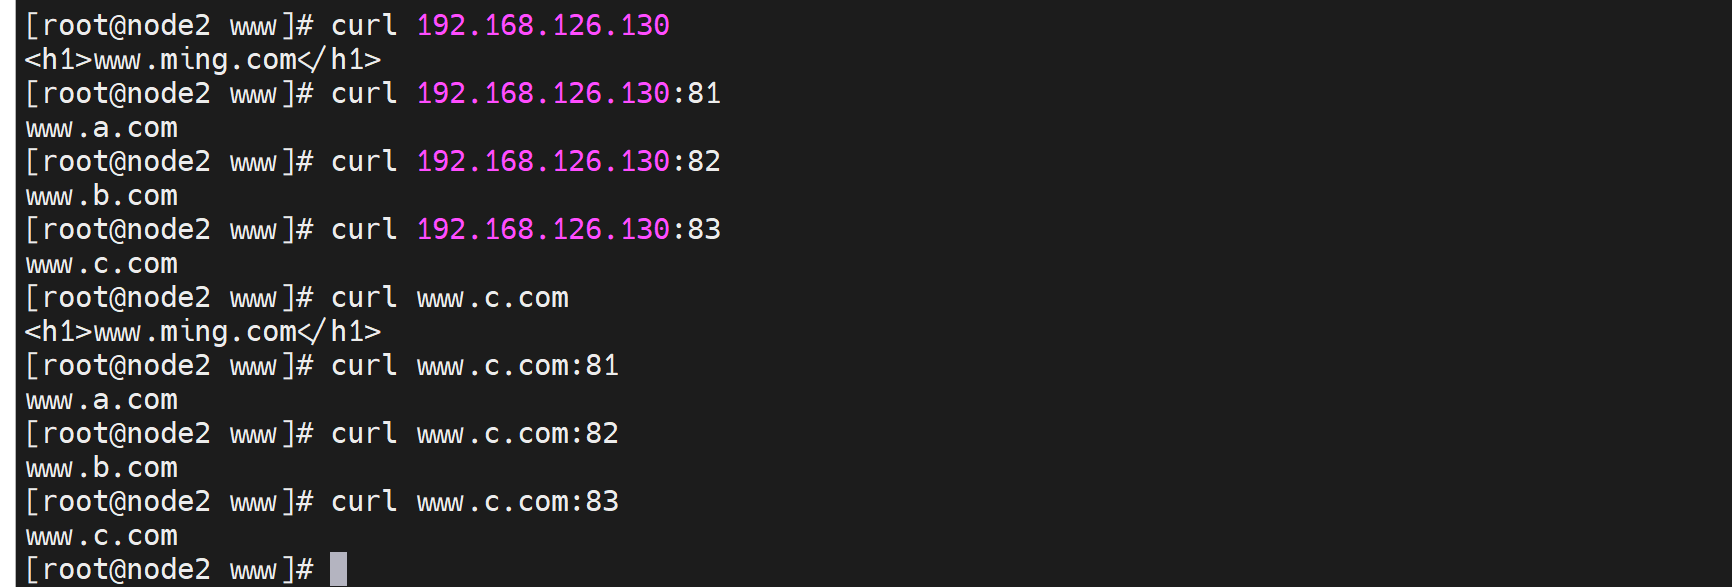 [root@node2 www]# curl 192.168.126.130
<h1>www.ming.com</h1>
[root@node2 www]# curl 192.168.126.130:81
www.a.com
[root@node2 www]# curl 192.168.126.130:82
www.b.com
[root@node2 www]# curl 192.168.126.130:83
www.c.com
[root@node2 www]# curl www.c.com
<h1>www.ming.com</h1>
[root@node2 www]# curl www.c.com:81
www.a.com
[root@node2 www]# curl www.c.com:82
www.b.com
[root@node2 www]# curl www.c.com:83
www.c.com
[root@node2 www]#